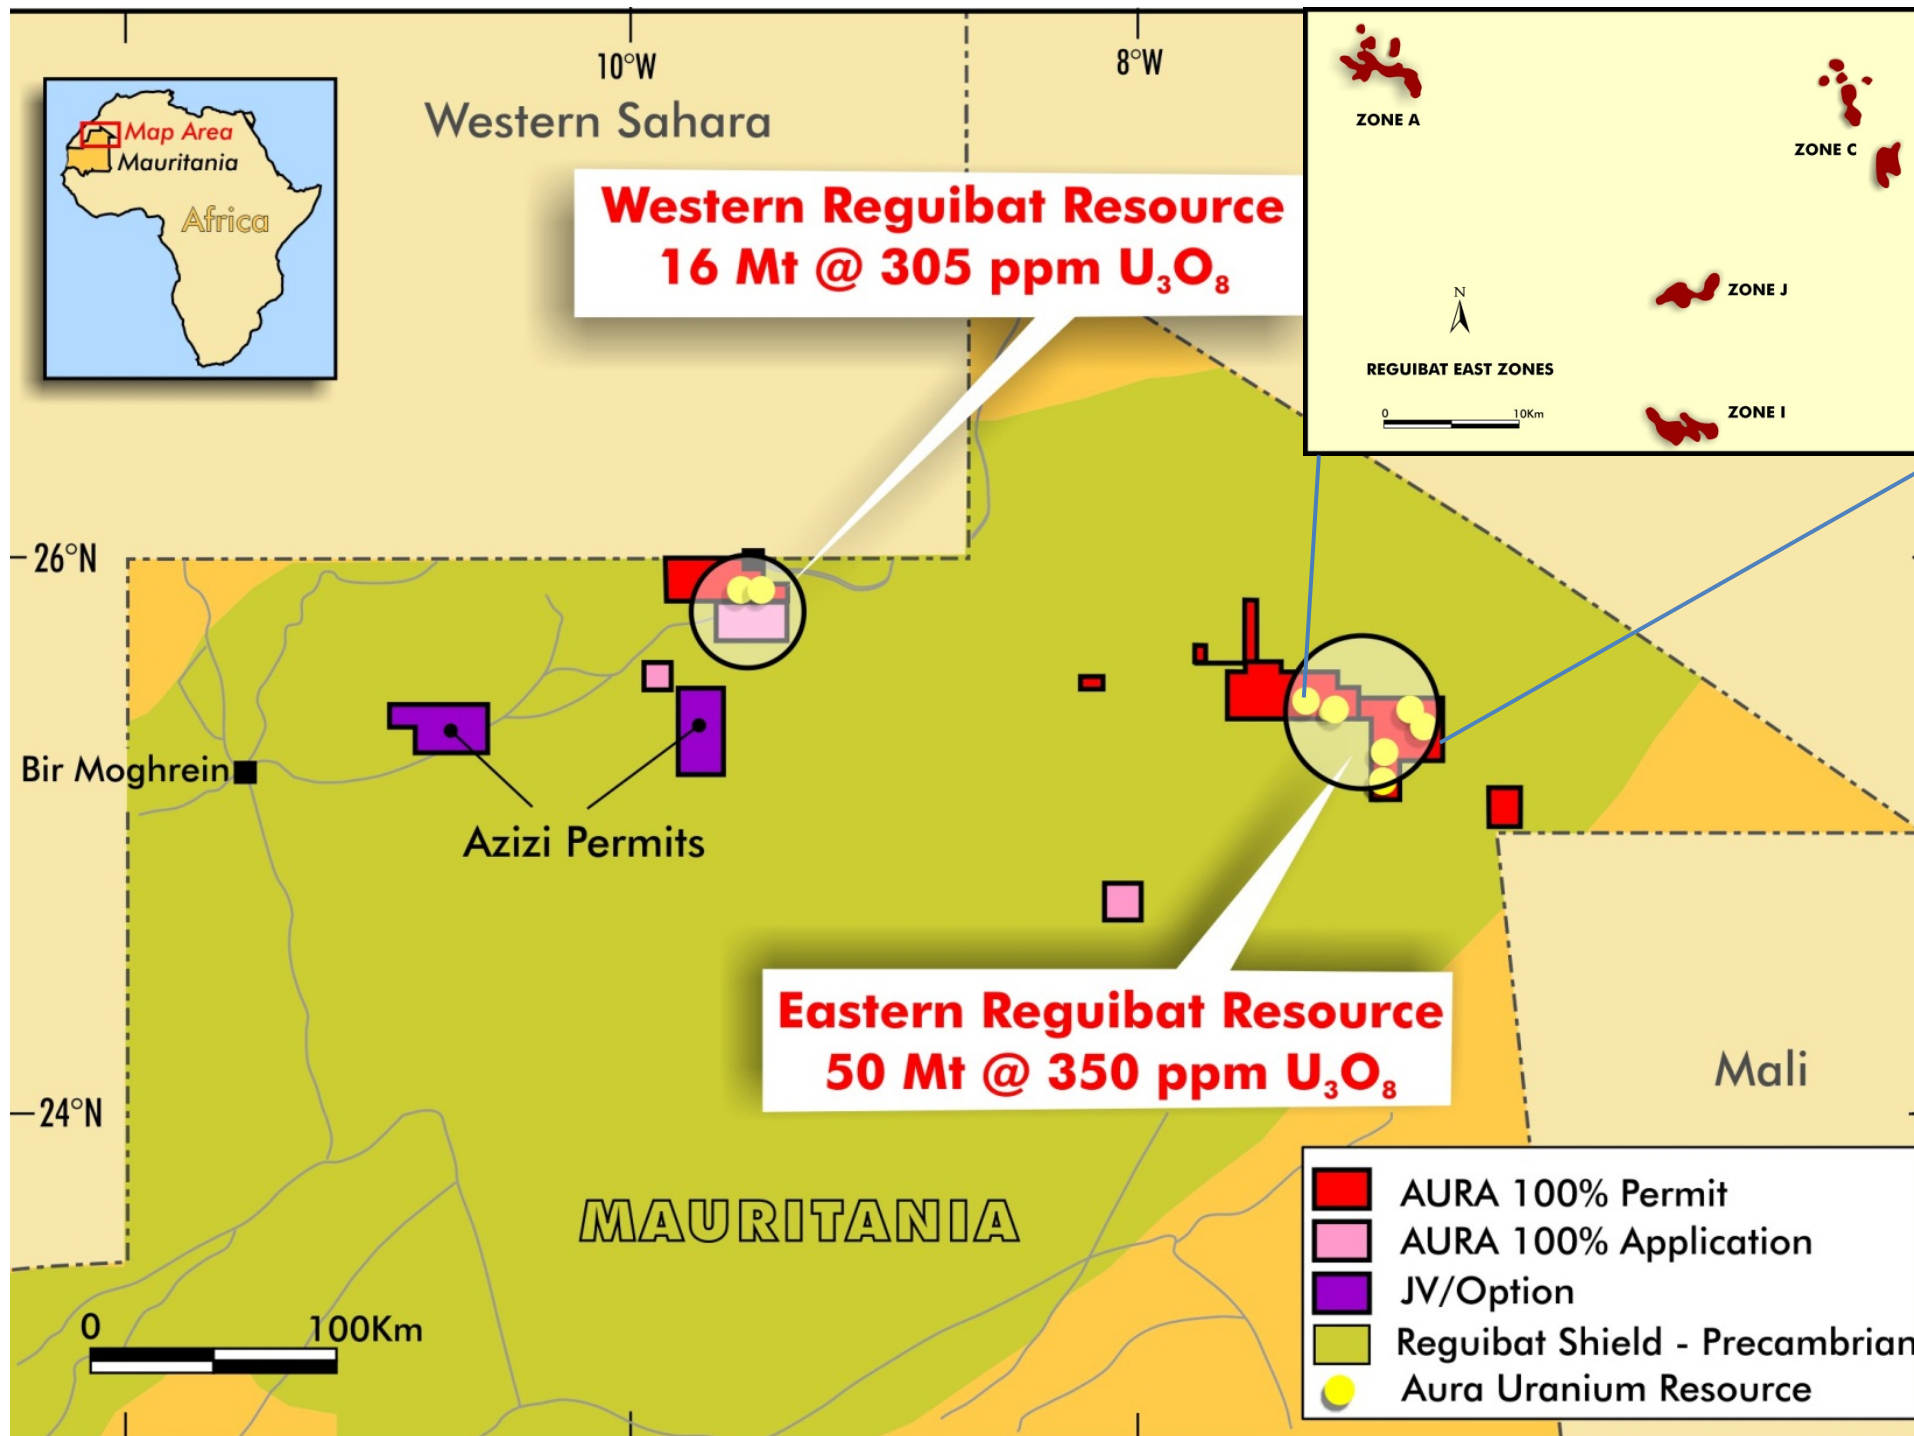 10°W
8°W
Western Sahara
Map Area
Mauritania
Africa
Western Reguibat Resource
16 Mt @ 305 ppm U₃O₈
ZONE A
ZONE C
ZONE J
N
REGUIBAT EAST ZONES
0 10Km
ZONE I
26°N
Bir Moghrein
Azizi Permits
Eastern Reguibat Resource
50 Mt @ 350 ppm U₃O₈
Mali
24°N
MAURITANIA
0 100Km
AURA 100% Permit
AURA 100% Application
JV/Option
Reguibat Shield - Precambrian
Aura Uranium Resource